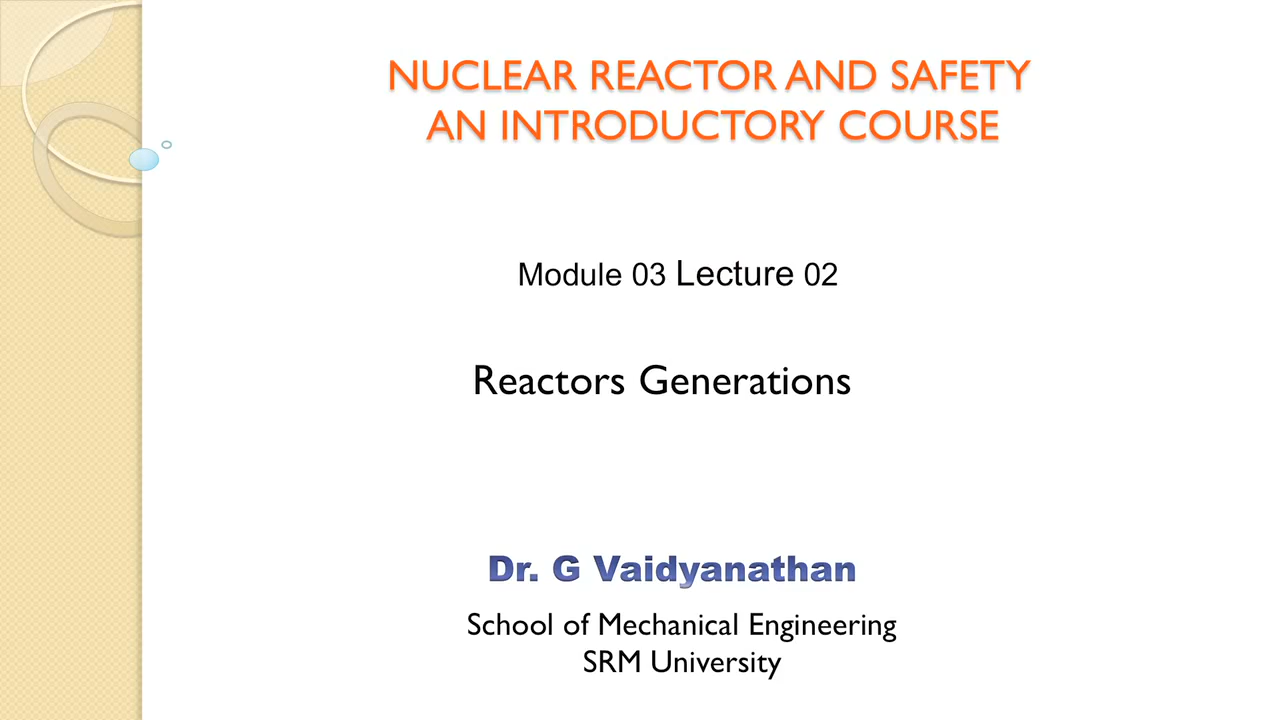 NUCLEAR REACTOR AND SAFETY
AN INTRODUCTORY COURSE
Module 03 Lecture 02
Reactors Generations
Dr. G Vaidyanathan
School of Mechanical Engineering
SRM University